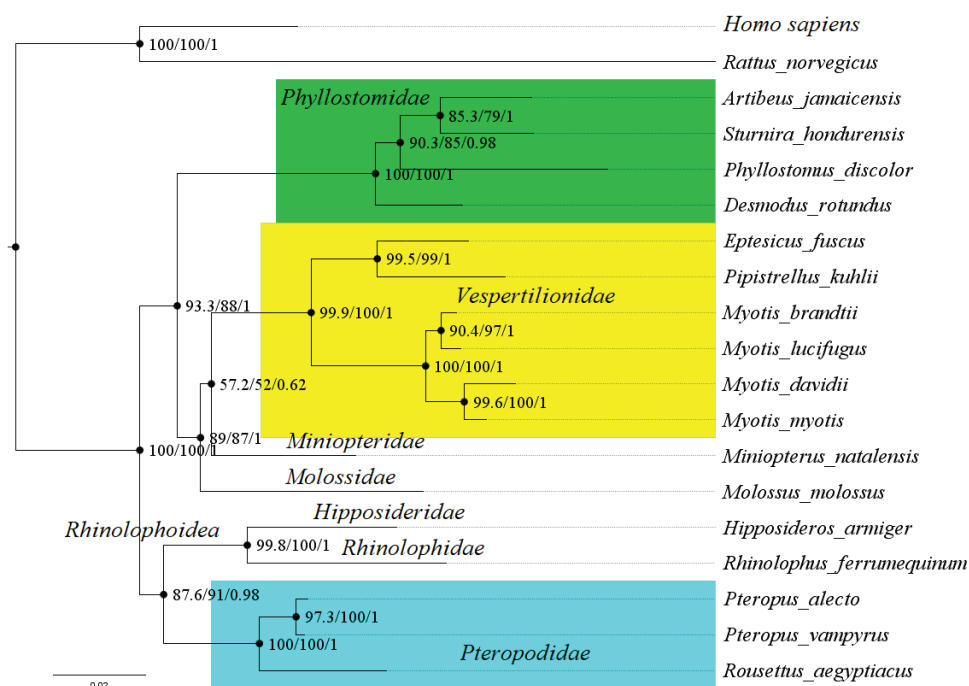 Homo sapiens
100/100/1
Rattus_norvegicus
Phyllostomidae
Artibeus_jamaicensis
85.3/79/1
Sturnira_hondurensis
90.3/85/0.98
Phyllostomus_discolor
100/100/1
Desmodus_rotundus
Eptesicus_fuscus
99.5/99/1
Pipistrellus_kuhlii
Vespertilionidae
93.3/88/1
99.9/100/1
Myotis_brandtii
90.4/97/1
Myotis_lucifugus
100/100/1
57.2/52/0.62
Myotis_davidii
99.6/100/1
Myotis_myotis
89/87/1
Miniopteridae
100/100/1
Miniopterus_natalensis
Molossidae
Molossus_molossus
Hipposideridae
Rhinolophoidea
Hipposideros_armiger
99.8/100/1
Rhinolophidae
Rhinolophus_ferrumequinum
87.6/91/0.98
Pteropus_alecto
97.3/100/1
Pteropus_vampyrus
100/100/1
Pteropodidae
Rousettus_aegyptiacus